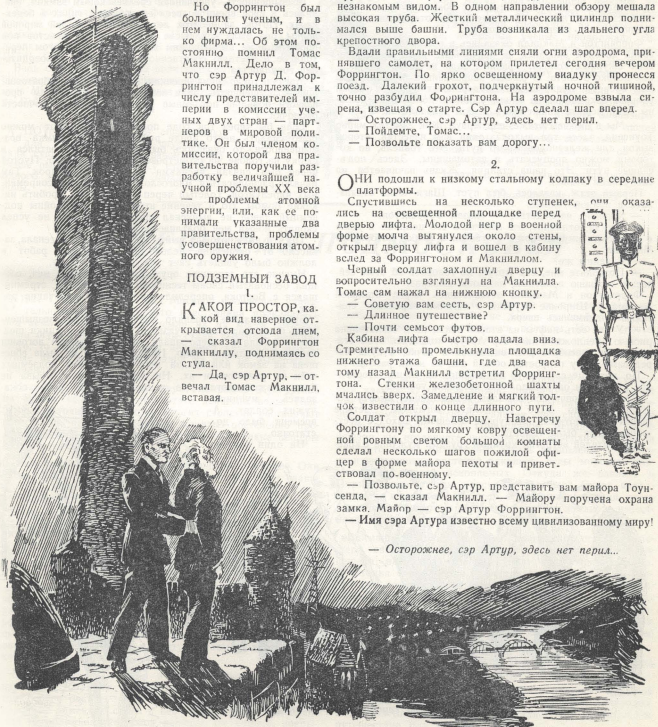 Но Форрингтон был
большим ученым, и в
нем нуждалась не толь-
ко фирма... Об этом по-
стоянно помнил Томас
Макнилл. Дело в том,
что сэр Артур Д. Фор-
рингтон принадлежал к
числу представителей им-
перии в комиссии уче-
ных двух стран — парт-
неров в мировой поли-
тике. Он был членом ко-
миссии, которой два пра-
вительства поручили раз-
работку величайшей на-
учной проблемы XX века
— проблемы атомной
энергии, или, как ее по-
нимали указанные два
правительства, проблемы
усовершенствования атом-
ного оружия.
ПОДЗЕМНЫЙ ЗАВОД
1.
КАКОЙ ПРОСТОР, ка-
кой вид наверное от-
крывается отсюда днем,
— сказал Форрингтон
Макниллу, поднимаясь со
стула.
— Да, сэр Артур, — от-
вечал Томас Макнилл,
вставая.
незнакомым видом. В одном направлении обзору мешала
высокая труба. Жесткий металлический цилиндр подни-
мался выше башни. Труба возникала из дальнего угла
крепостного двора.
Вдали правильными линиями сияли огни аэродрома, при-
нявшего самолет, на котором прилетел сегодня вечером
Форрингтон. По ярко освещенному виадуку пронесся
поезд. Далекий грохот, подчеркнутый ночной тишиной,
точно разбудил Форрингтона. На аэродроме взвыла си-
рена, извещая о старте. Сэр Артур сделал шаг вперед.
— Осторожнее, сэр Артур, здесь нет перил.
— Пойдемте, Томас...
— Позвольте показать вам дорогу...
2.
ОНИ подошли к низкому стальному колпаку в середине
платформы.
Спустившись на несколько ступенек, они оказа-
лись на освещенной площадке перед
дверью лифта. Молодой негр в военной
форме молча вытянулся около стены,
открыл дверцу лифта и вошел в кабину
вслед за Форрингтоном и Макниллом.
Черный солдат захлопнул дверцу и
вопросительно взглянул на Макнилла.
Томас сам нажал на нижнюю кнопку.
— Советую вам сесть, сэр Артур.
— Длинное путешествие?
— Почти семьсот футов.
Кабина лифта быстро падала вниз.
Стремительно промелькнула площадка
нижнего этажа башни, где два часа
тому назад Макнилл встретил Форринг-
тона. Стенки железобетонной шахты
мчались вверх. Замедление и мягкий тол-
чок известили о конце длинного пути.
Солдат открыл дверцу. Навстречу
Форрингтону по мягкому ковру освещен-
ной ровным светом большой комнаты
сделал несколько шагов пожилой офи-
цер в форме майора пехоты и привет-
ствовал по-военному.
— Позвольте, сэр Артур, представить вам майора Тоун-
сенда, — сказал Макнилл. — Майору поручена охрана
замка. Майор — сэр Артур Форрингтон.
— Имя сэра Артура известно всему цивилизованному миру!
— Осторожнее, сэр Артур, здесь нет перил...